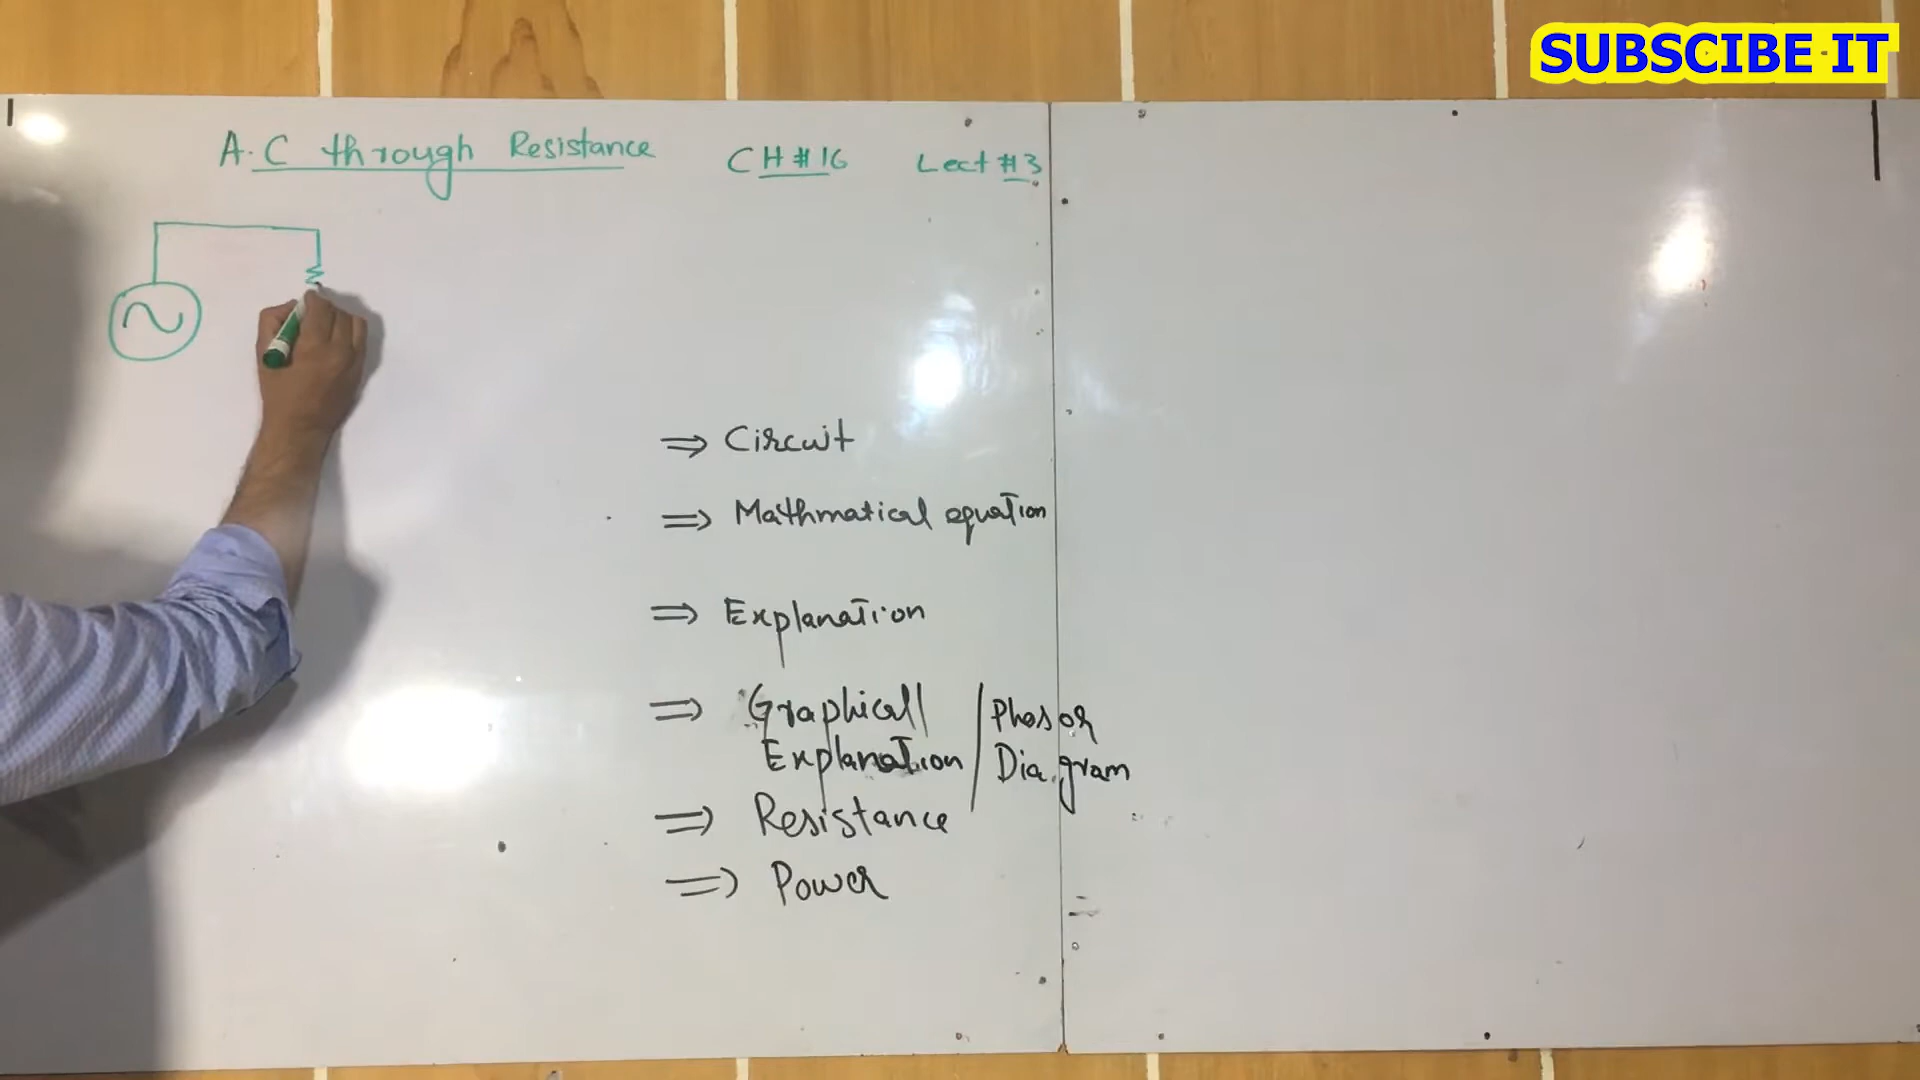 SUBSCIBE IT
A.C through Resistance CH#16 Lect #3
⇒ Circuit
⇒ Mathmatical equation
⇒ Explanation
⇒ Graphical / Phasor
Explanation / Diagram
⇒ Resistance
⇒ Power